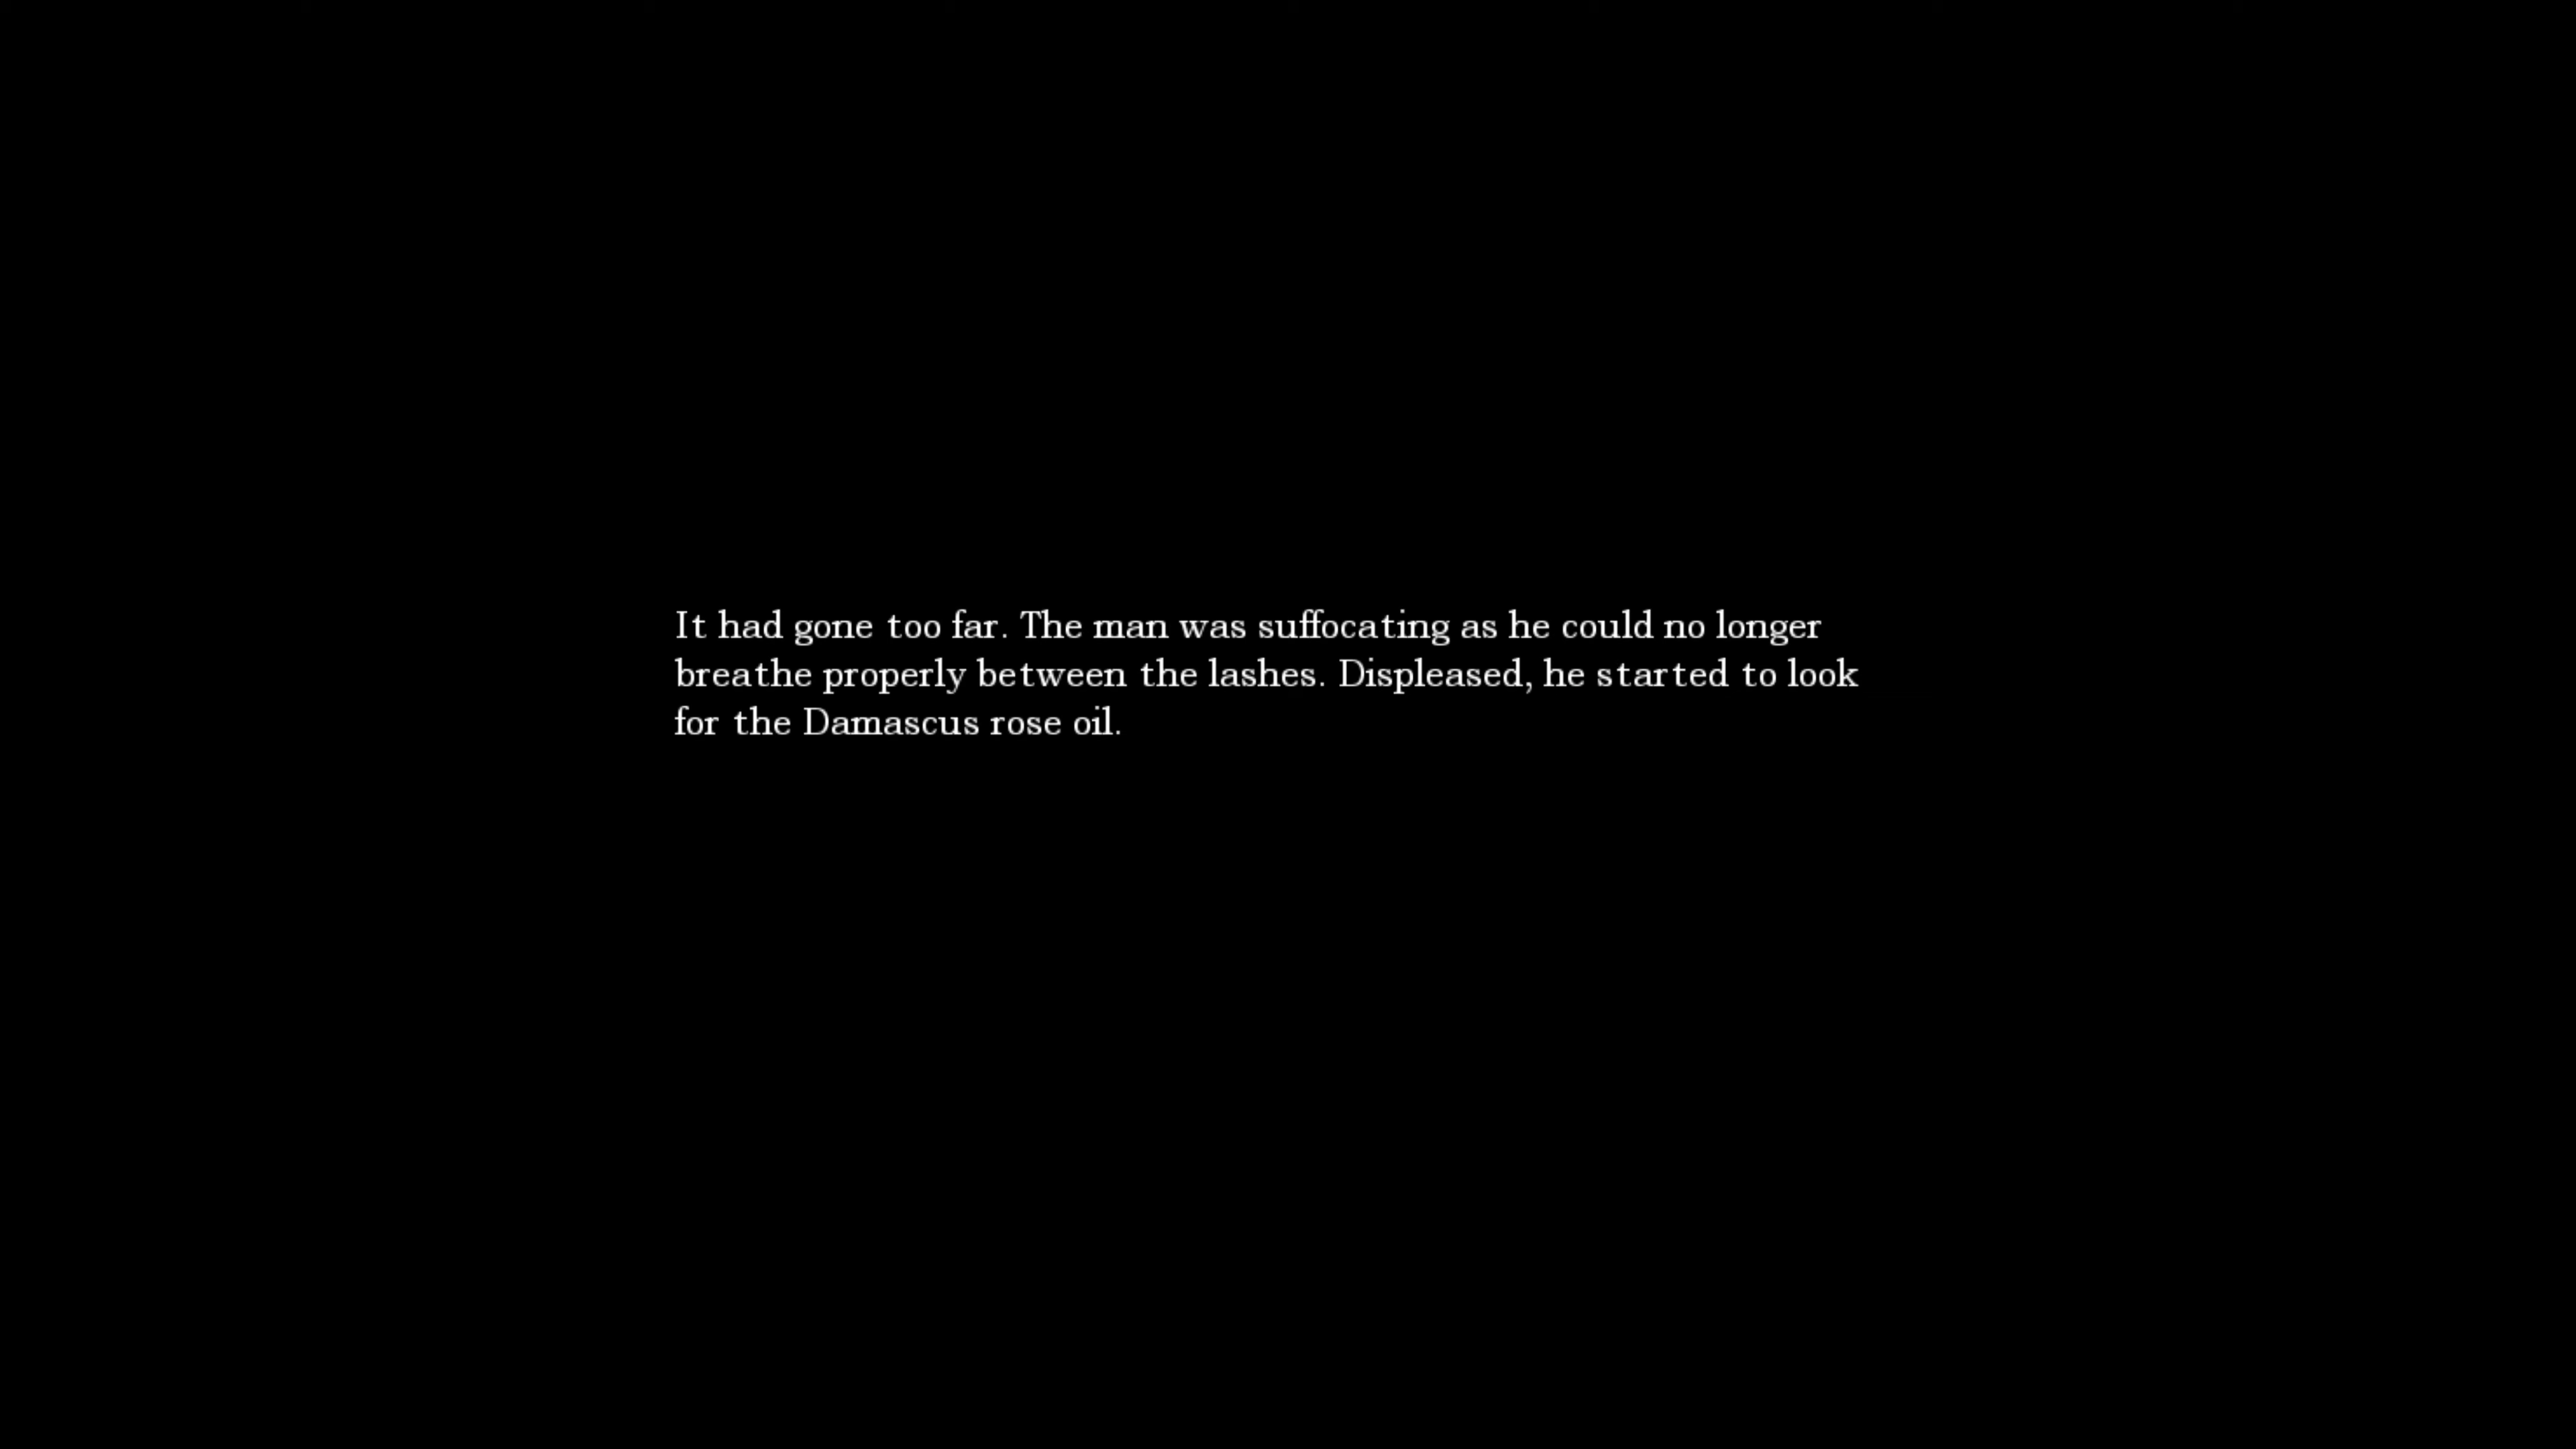 It had gone too far. The man was suffocating as he could no longer
breathe properly between the lashes. Displeased, he started to look
for the Damascus rose oil.